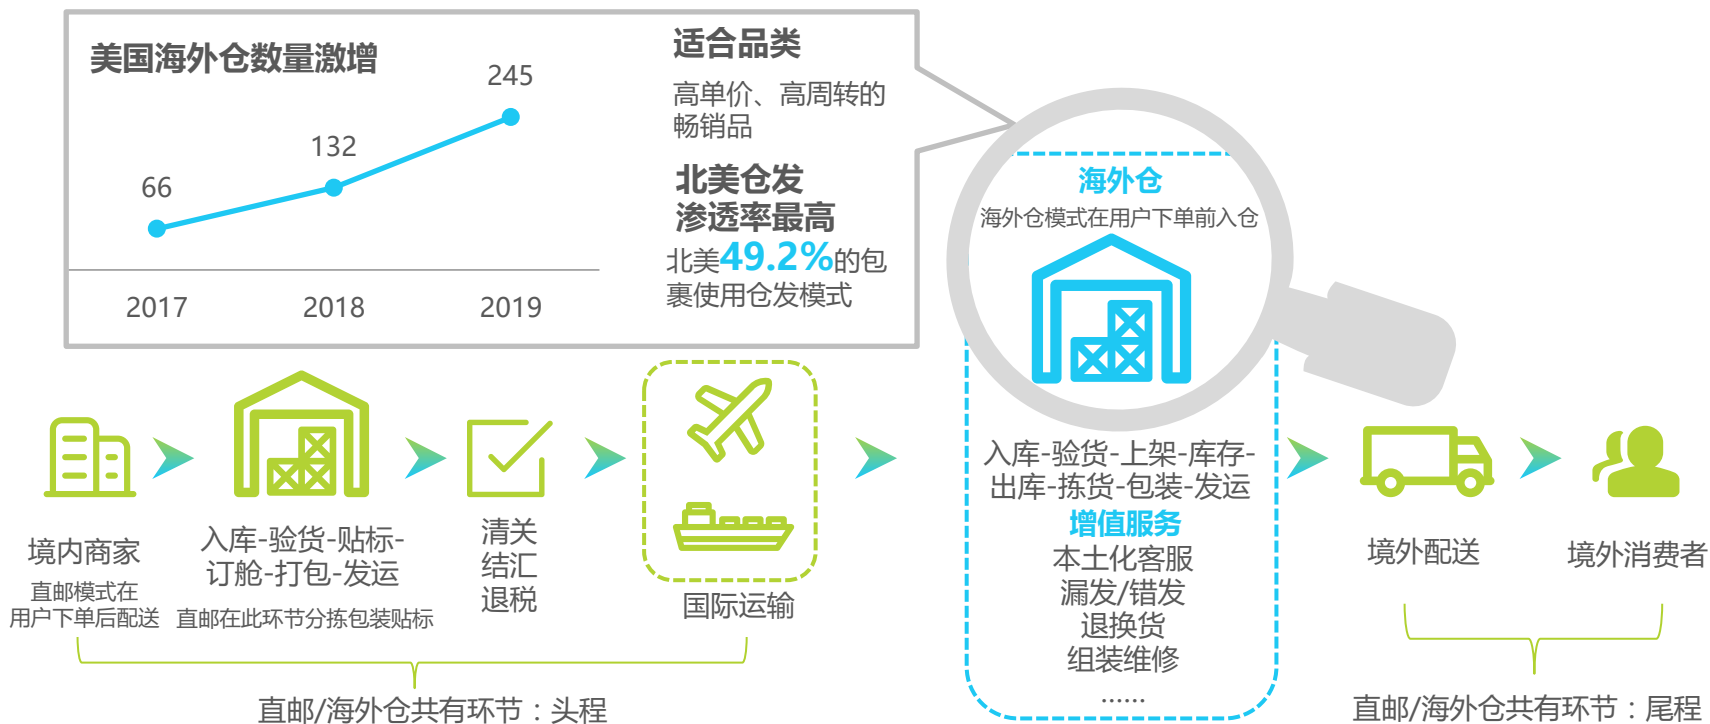 美国海外仓数量激增
245
132
66
2017
2018
2019
适合品类
高单价、高周转的
畅销品
北美仓发
渗透率最高
北美49.2%的包
裹使用仓发模式
海外仓
海外仓模式在用户下单前入仓
入库-验货-上架-库存-
出库-拣货-包装-发运
增值服务
本土化客服
漏发/错发
退换货
组装维修
......
境内商家
直邮模式在
用户下单后配送
入库-验货-贴标-
订舱-打包-发运
直邮在此环节分拣包装贴标
清关
结汇
退税
国际运输
境外配送
境外消费者
直邮/海外仓共有环节：头程
直邮/海外仓共有环节：尾程